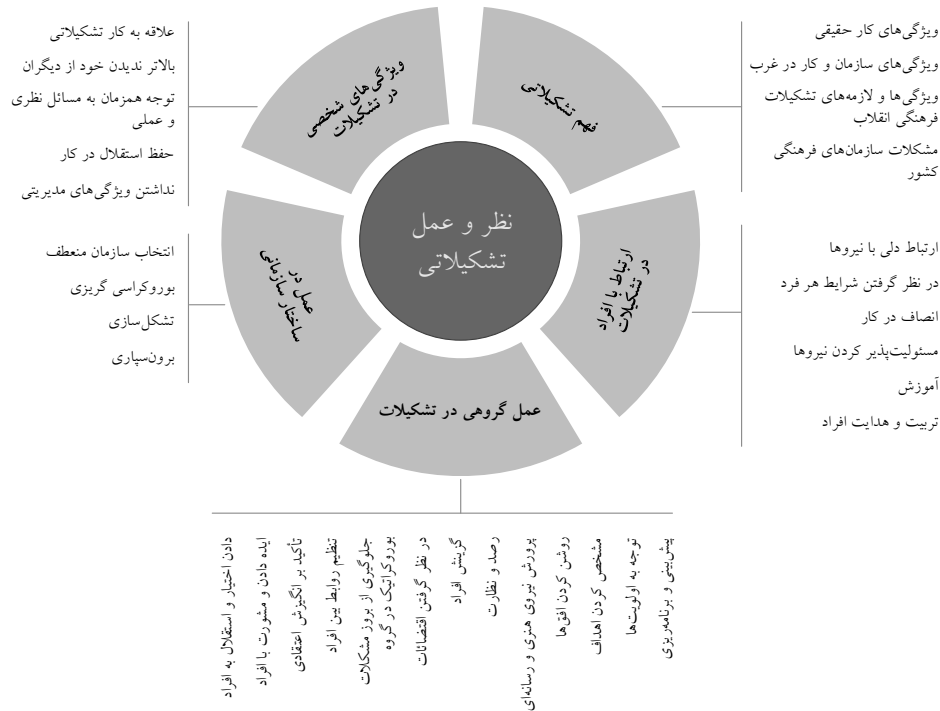 نظر و عمل
تشکیلاتی
فهم تشکیلاتی
ویژگی‌های کار حقیقی
ویژگی‌های سازمان و کار در غرب
ویژگی‌ها و لازمه‌های تشکیلات
فرهنگی انقلاب
مشکلات سازمان‌های فرهنگی
کشور
ارتباط با افراد
در تشکیلات
ارتباط دلی با نیروها
در نظر گرفتن شرایط هر فرد
انصاف در کار
مسئولیت‌پذیر کردن نیروها
آموزش
تربیت و هدایت افراد
عمل گروهی در تشکیلات
پیش‌بینی و برنامه‌ریزی
توجه به اولویت‌ها
مشخص کردن اهداف
روشن کردن افق‌ها
پرورش نیروی هنری و رسانه‌ای
رصد و نظارت
گزینش افراد
در نظر گرفتن اقتضائات
بوروکراتیک در گروه
جلوگیری از بروز مشکلات
تنظیم روابط بین افراد
تأکید بر انگیزش اعتقادی
ایده دادن و مشورت با افراد
دادن اختیار و استقلال به افراد
عمل در
ساختار سازمانی
انتخاب سازمان منعطف
بوروکراسی گریزی
تشکل‌سازی
برون‌سپاری
ویژگی‌های شخصی
در تشکیلات
علاقه به کار تشکیلاتی
بالاتر ندیدن خود از دیگران
توجه همزمان به مسائل نظری
و عملی
حفظ استقلال در کار
نداشتن ویژگی‌های مدیریتی